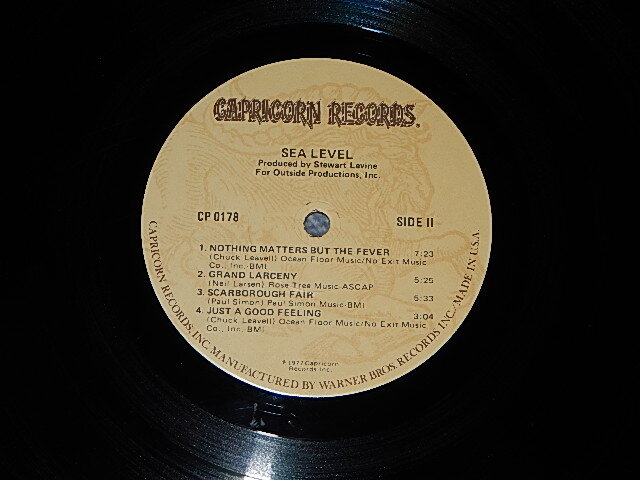 CAPRICORN RECORDS®
SEA LEVEL
Produced by Stewart Levine
For Outside Productions, Inc.
CP 0178
SIDE II
1. NOTHING MATTERS BUT THE FEVER 7:23
(Chuck Leavell) Ocean Floor Music/No Exit Music
Co., Inc.-BMI
2. GRAND LARCENY 5:25
(Neil Larsen) Rose Tree Music-ASCAP
3. SCARBOROUGH FAIR 5:33
(Paul Simon) Paul Simon Music-BMI
4. JUST A GOOD FEELING 3:04
(Chuck Leavell) Ocean Floor Music/No Exit Music
Co., Inc.-BMI
℗ 1977 Capricorn
Records Inc.
CAPRICORN RECORDS, INC. MANUFACTURED BY WARNER BROS. RECORDS INC./MADE IN U.S.A.